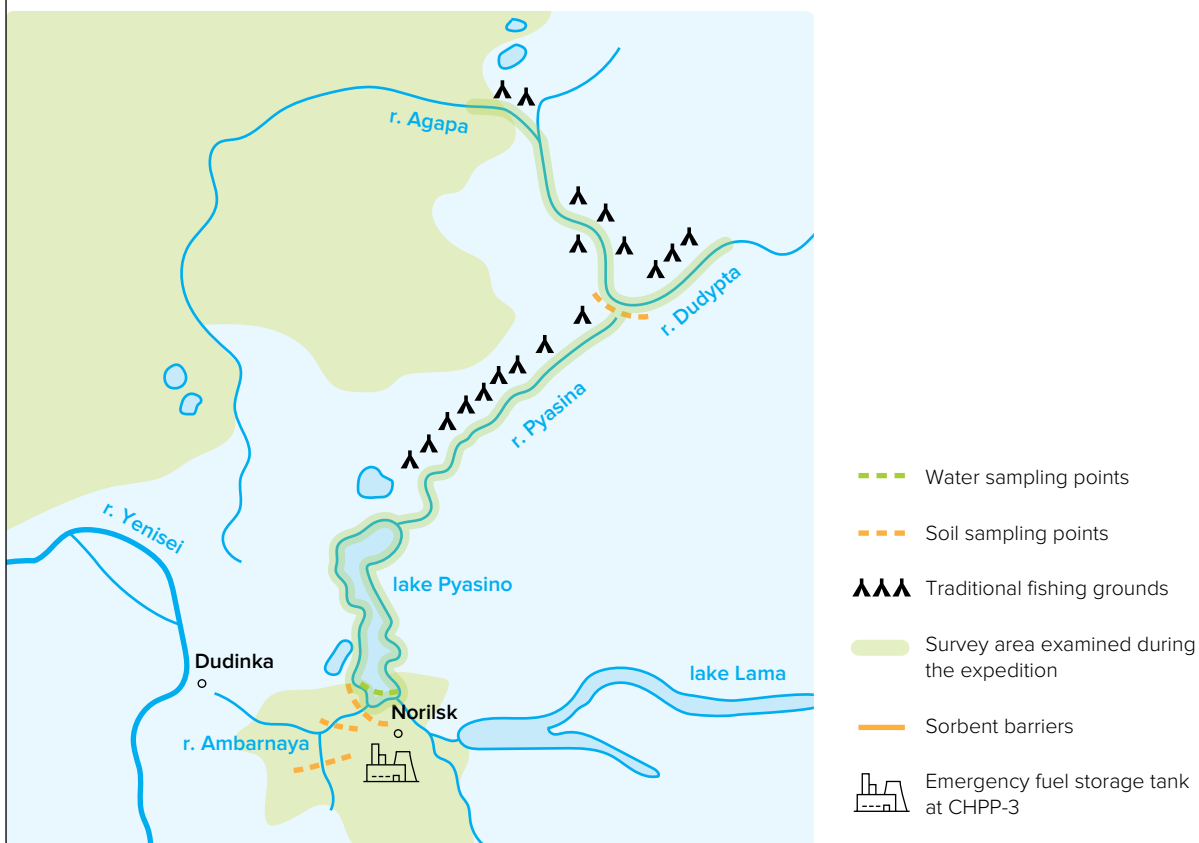 r. Agapa
r. Dudypta
r. Pyasina
r. Yenisei
lake Pyasino
Dudinka
lake Lama
Norilsk
r. Ambarnaya
Water sampling points
Soil sampling points
Traditional fishing grounds
Survey area examined during
the expedition
Sorbent barriers
Emergency fuel storage tank
at CHPP-3